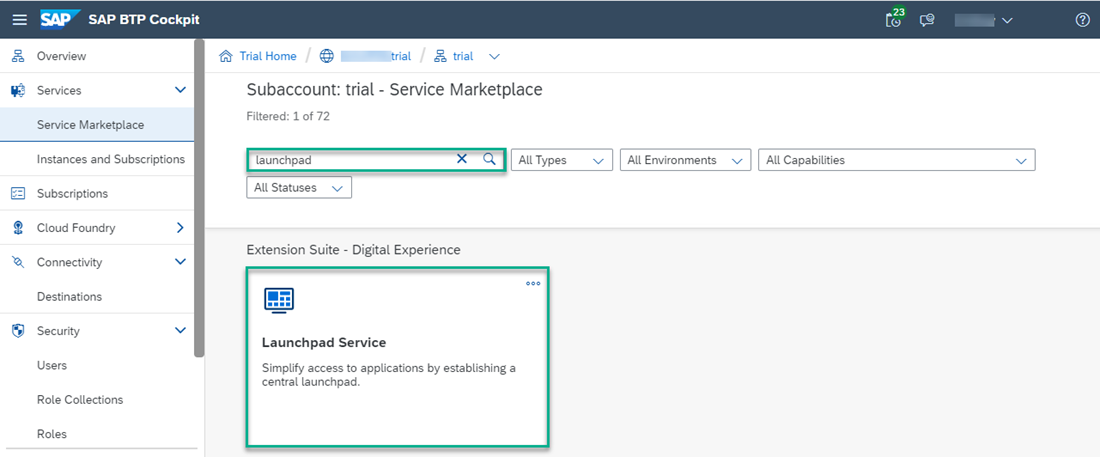 SAP SAP BTP Cockpit 23
Overview
Services
Service Marketplace
Instances and Subscriptions
Subscriptions
Cloud Foundry
Connectivity
Destinations
Security
Users
Role Collections
Roles
Trial Home / trial / trial
Subaccount: trial - Service Marketplace
Filtered: 1 of 72
launchpad All Types All Environments All Capabilities
All Statuses
Extension Suite - Digital Experience
Launchpad Service
Simplify access to applications by establishing a
central launchpad.